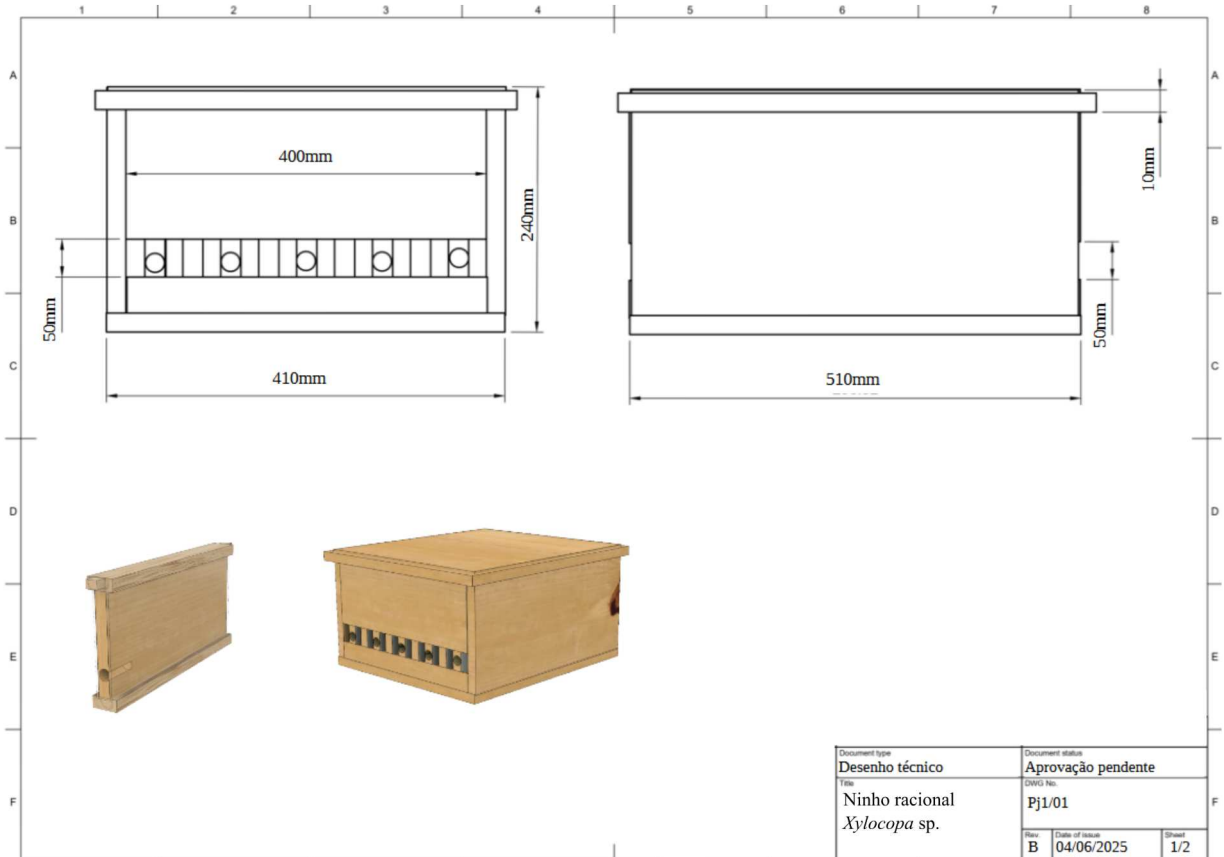 1 2 3 4 5 6 7 8
A A
400mm
240mm
10mm
B B
50mm
50mm
C C
410mm
510mm
D D
E E
Document type
Desenho técnico
Document status
Aprovação pendente
Title
Ninho racional
Xylocopa sp.
DWG No.
Pj1/01
F F
Rev.
B
Date of issue
04/06/2025
Sheet
1/2